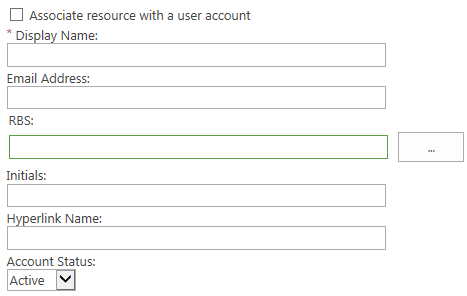 Associate resource with a user account
* Display Name:
Email Address:
RBS:
...
Initials:
Hyperlink Name:
Account Status:
Active